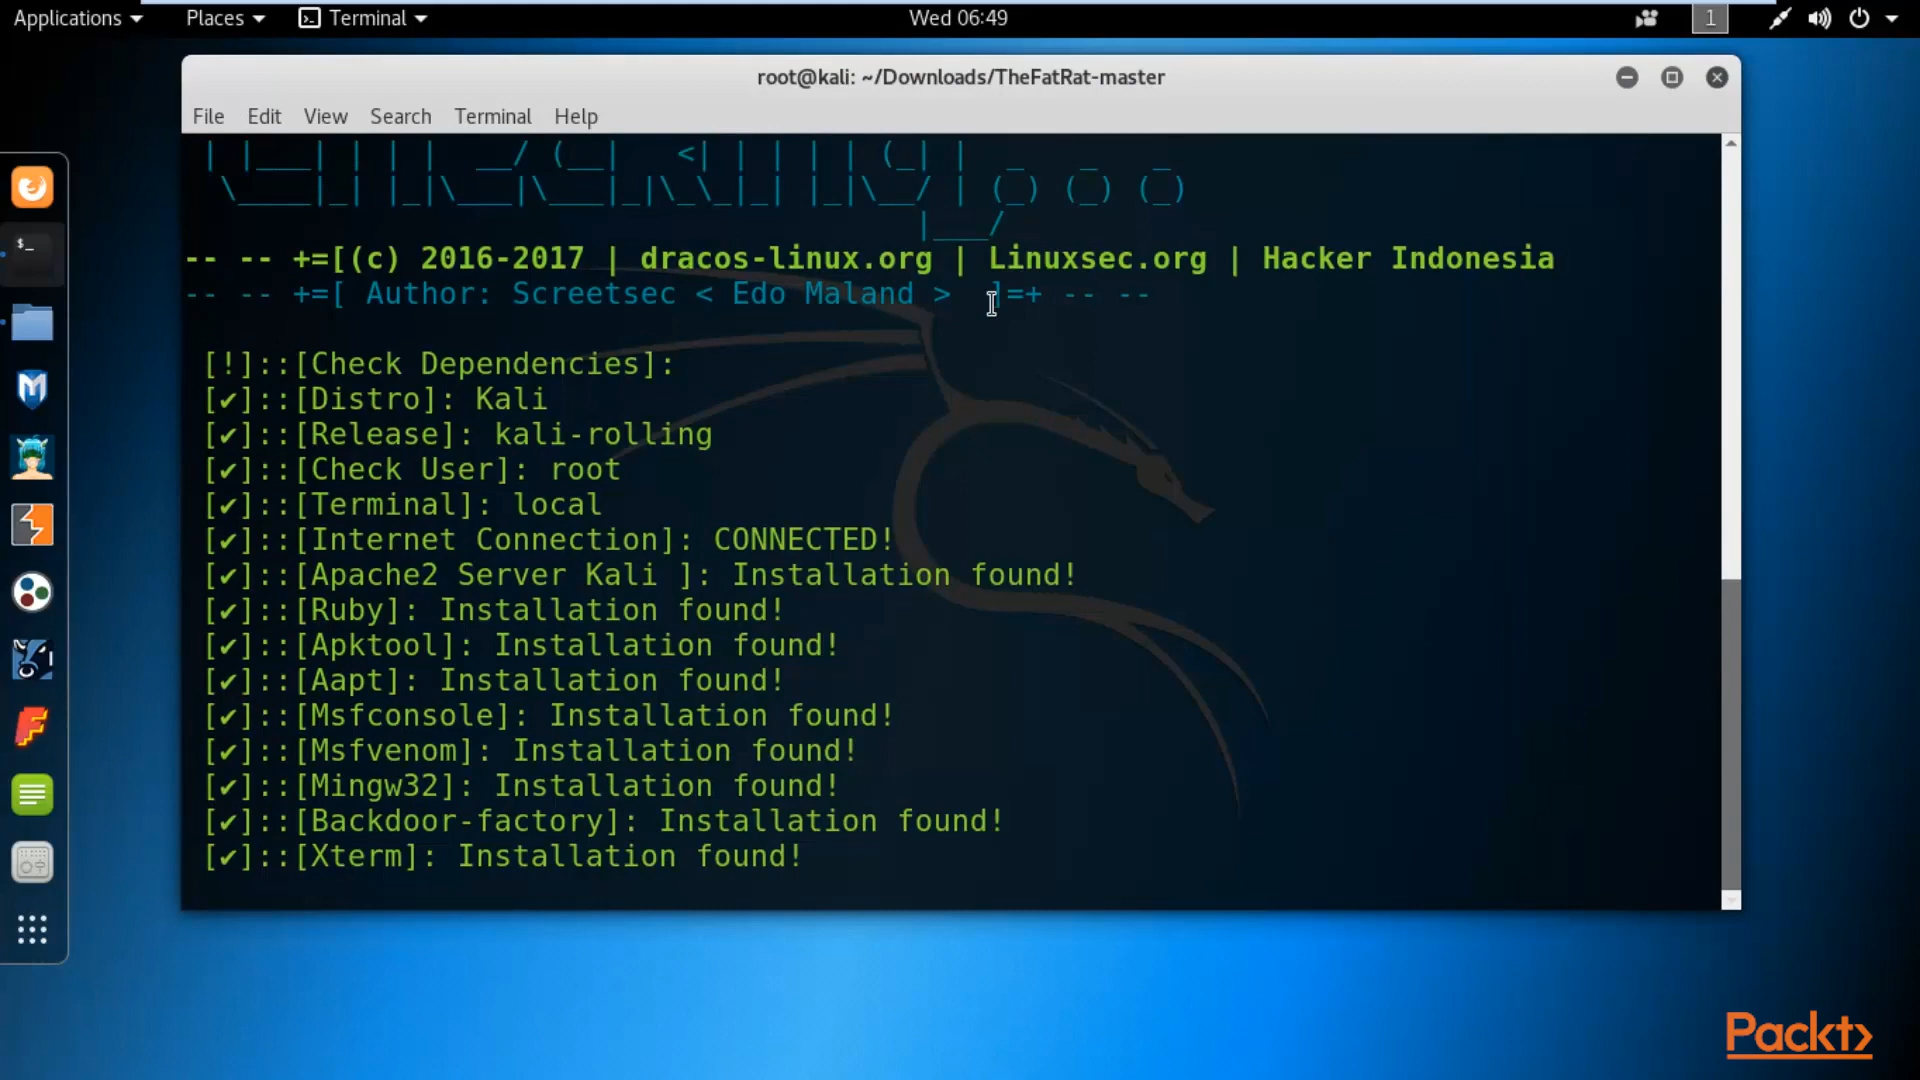 Applications Places Terminal Wed 06:49 1
root@kali: ~/Downloads/TheFatRat-master
File Edit View Search Terminal Help
-- -- +=[(c) 2016-2017 | dracos-linux.org | Linuxsec.org | Hacker Indonesia
-- -- +=[ Author: Screetsec < Edo Maland > ]=+ -- --
[!]::[Check Dependencies]:
[✔]::[Distro]: Kali
[✔]::[Release]: kali-rolling
[✔]::[Check User]: root
[✔]::[Terminal]: local
[✔]::[Internet Connection]: CONNECTED!
[✔]::[Apache2 Server Kali ]: Installation found!
[✔]::[Ruby]: Installation found!
[✔]::[Apktool]: Installation found!
[✔]::[Aapt]: Installation found!
[✔]::[Msfconsole]: Installation found!
[✔]::[Msfvenom]: Installation found!
[✔]::[Mingw32]: Installation found!
[✔]::[Backdoor-factory]: Installation found!
[✔]::[Xterm]: Installation found!
Packt>